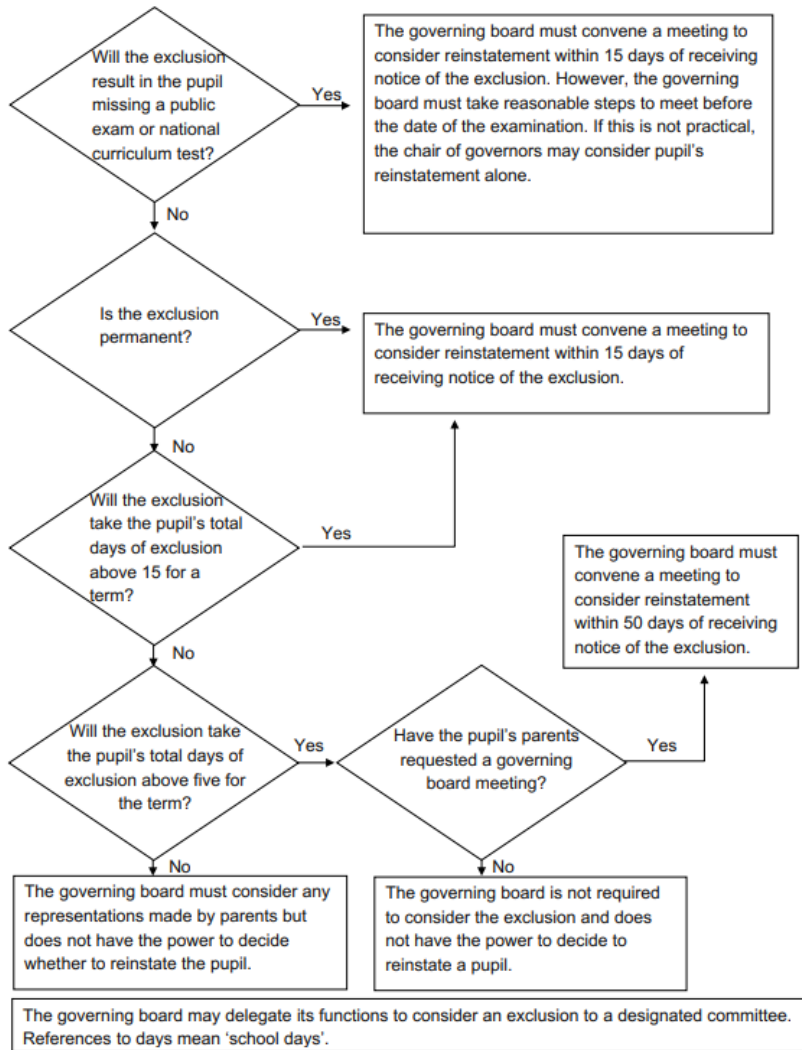 Will the exclusion
result in the pupil
missing a public
exam or national
curriculum test?
Yes
The governing board must convene a meeting to
consider reinstatement within 15 days of receiving
notice of the exclusion. However, the governing
board must take reasonable steps to meet before
the date of the examination. If this is not practical,
the chair of governors may consider pupil's
reinstatement alone.
No
Is the exclusion
permanent?
Yes
The governing board must convene a meeting to
consider reinstatement within 15 days of
receiving notice of the exclusion.
No
Will the exclusion
take the pupil's total
days of exclusion
above 15 for a
term?
Yes
The governing board must
convene a meeting to
consider reinstatement
within 50 days of receiving
notice of the exclusion.
No
Will the exclusion take
the pupil's total days of
exclusion above five for
the term?
Yes
Have the pupil's parents
requested a governing
board meeting?
Yes
No
The governing board must consider any
representations made by parents but
does not have the power to decide
whether to reinstate the pupil.
No
The governing board is not required
to consider the exclusion and does
not have the power to decide to
reinstate a pupil.
The governing board may delegate its functions to consider an exclusion to a designated committee.
References to days mean 'school days'.